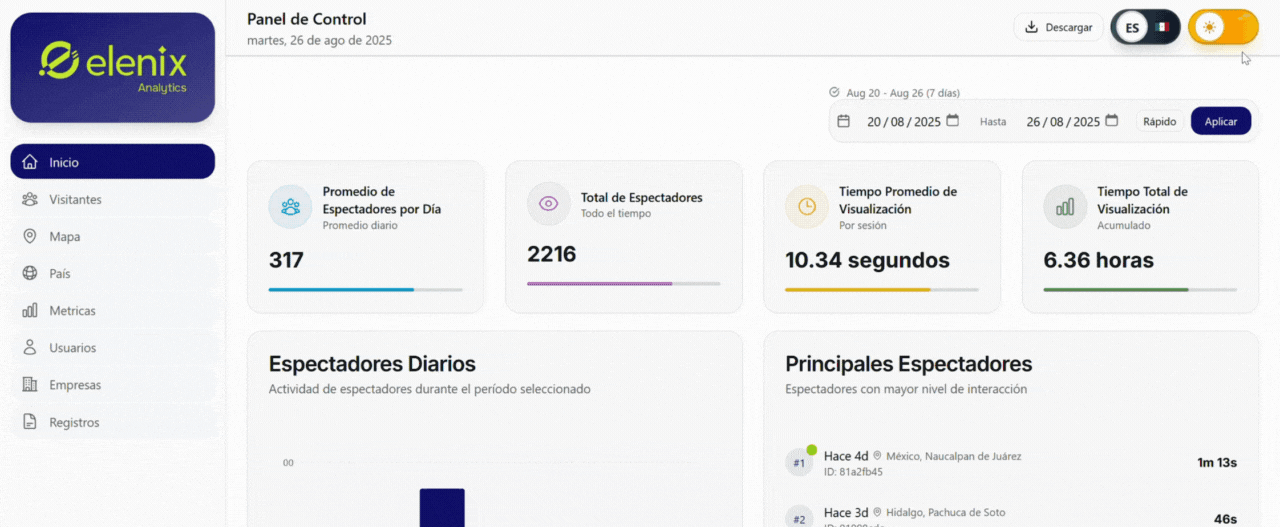 elenix
Analytics
Inicio
Visitantes
Mapa
País
Metricas
Usuarios
Empresas
Registros
Panel de Control
martes, 26 de ago de 2025
Descargar
ES
Aug 20 - Aug 26 (7 días)
20 / 08 / 2025
Hasta
26 / 08 / 2025
Rápido
Aplicar
Promedio de
Espectadores por Día
Promedio diario
317
Total de Espectadores
Todo el tiempo
2216
Tiempo Promedio de
Visualización
Por sesión
10.34 segundos
Tiempo Total de
Visualización
Acumulado
6.36 horas
Espectadores Diarios
Actividad de espectadores durante el período seleccionado
00
Principales Espectadores
Espectadores con mayor nivel de interacción
#1
Hace 4d México, Naucalpan de Juárez
ID: 81a2fb45
1m 13s
#2
Hace 3d Hidalgo, Pachuca de Soto
46s